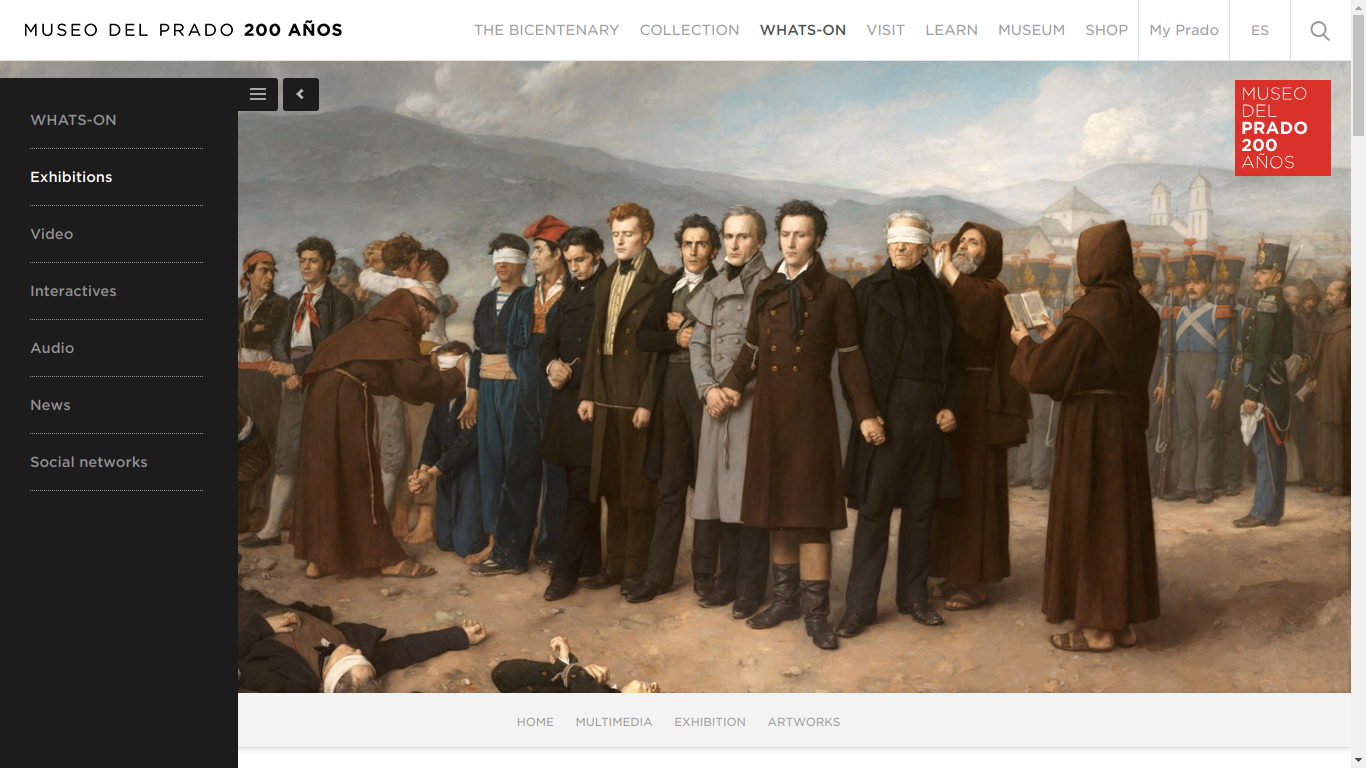 MUSEO DEL PRADO 200 AÑOS
THE BICENTENARY COLLECTION WHATS-ON VISIT LEARN MUSEUM SHOP My Prado ES
WHATS-ON
Exhibitions
Video
Interactives
Audio
News
Social networks
MUSEO
DEL
PRADO
200
AÑOS
HOME MULTIMEDIA EXHIBITION ARTWORKS